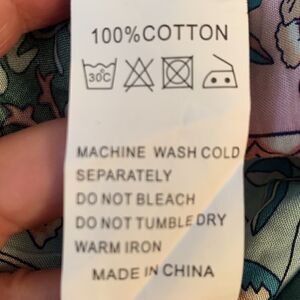 100%COTTON
30C
MACHINE WASH COLD
SEPARATELY
DO NOT BLEACH
DO NOT TUMBLE DRY
WARM IRON
MADE IN CHINA